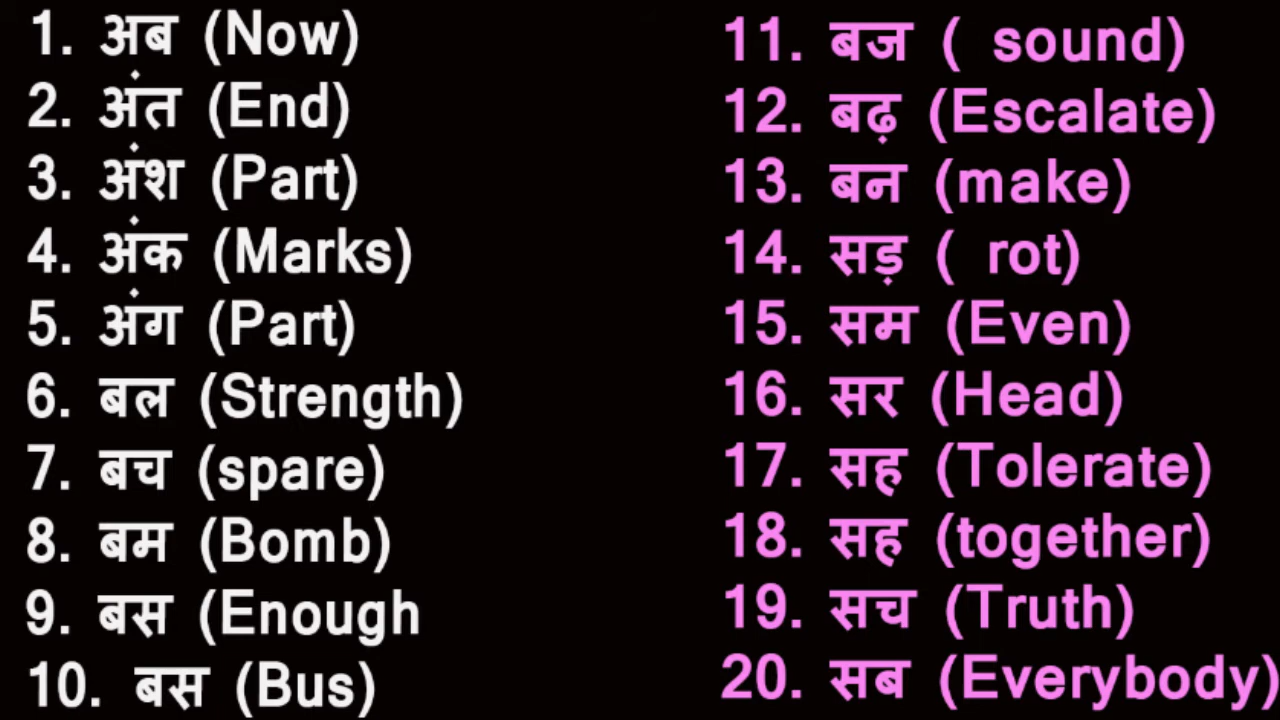 1. अब (Now)
2. अंत (End)
3. अंश (Part)
4. अंक (Marks)
5. अंग (Part)
6. बल (Strength)
7. बच (spare)
8. बम (Bomb)
9. बस (Enough
10. बस (Bus)
11. बज ( sound)
12. बढ़ (Escalate)
13. बन (make)
14. सड़ ( rot)
15. सम (Even)
16. सर (Head)
17. सह (Tolerate)
18. सह (together)
19. सच (Truth)
20. सब (Everybody)